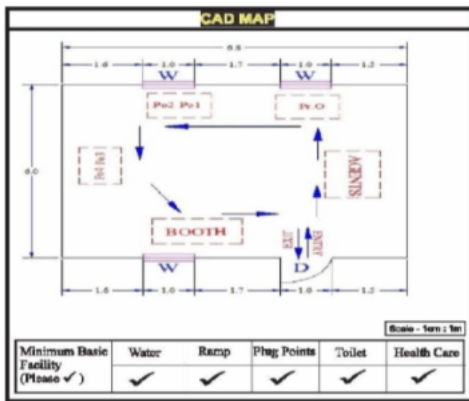 CAD MAP
6.8
1.6 1.0 1.7 1.0 1.2
W W
Po2 Po1 Pr.O
6.0
AGENTS
BOOTH
ENTRY
W D
1.6 1.0 1.7 1.0 1.2
Scale - 1cm : 1m
Minimum Basic Facility (Please ✓) Water Ramp Plug Points Toilet Health Care
✓ ✓ ✓ ✓ ✓